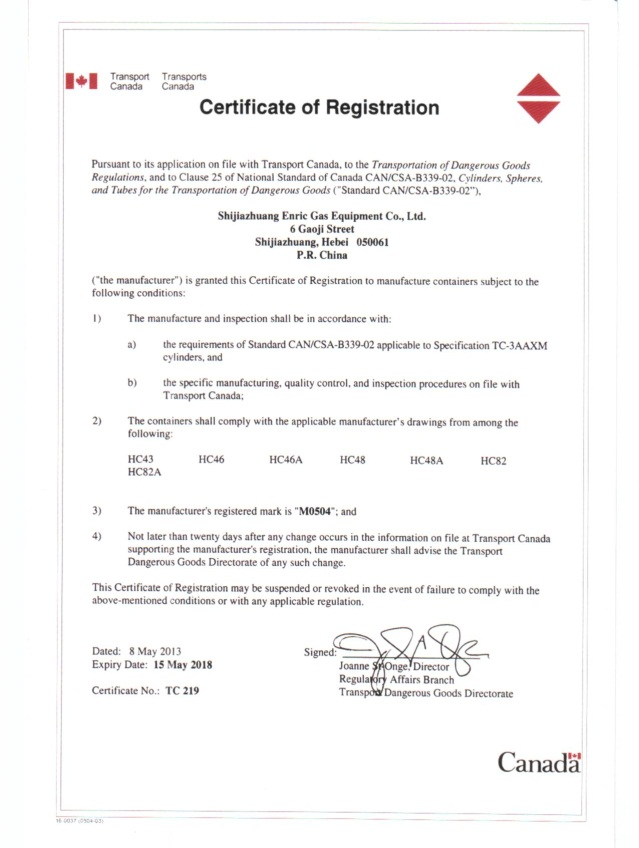 Transport Transports
Canada Canada
Certificate of Registration
Pursuant to its application on file with Transport Canada, to the Transportation of Dangerous Goods
Regulations, and to Clause 25 of National Standard of Canada CAN/CSA-B339-02, Cylinders, Spheres,
and Tubes for the Transportation of Dangerous Goods ("Standard CAN/CSA-B339-02"),
Shijiazhuang Enric Gas Equipment Co., Ltd.
6 Gaoji Street
Shijiazhuang, Hebei 050061
P.R. China
("the manufacturer") is granted this Certificate of Registration to manufacture containers subject to the
following conditions:
1) The manufacture and inspection shall be in accordance with:
a) the requirements of Standard CAN/CSA-B339-02 applicable to Specification TC-3AAXM
cylinders, and
b) the specific manufacturing, quality control, and inspection procedures on file with
Transport Canada;
2) The containers shall comply with the applicable manufacturer's drawings from among the
following:
HC43 HC46 HC46A HC48 HC48A HC82
HC82A
3) The manufacturer's registered mark is "M0504"; and
4) Not later than twenty days after any change occurs in the information on file at Transport Canada
supporting the manufacturer's registration, the manufacturer shall advise the Transport
Dangerous Goods Directorate of any such change.
This Certificate of Registration may be suspended or revoked in the event of failure to comply with the
above-mentioned conditions or with any applicable regulation.
Dated: 8 May 2013
Signed:
Expiry Date: 15 May 2018
Joanne St-Onge, Director
Regulatory Affairs Branch
Certificate No.: TC 219
Transport Dangerous Goods Directorate
Canada